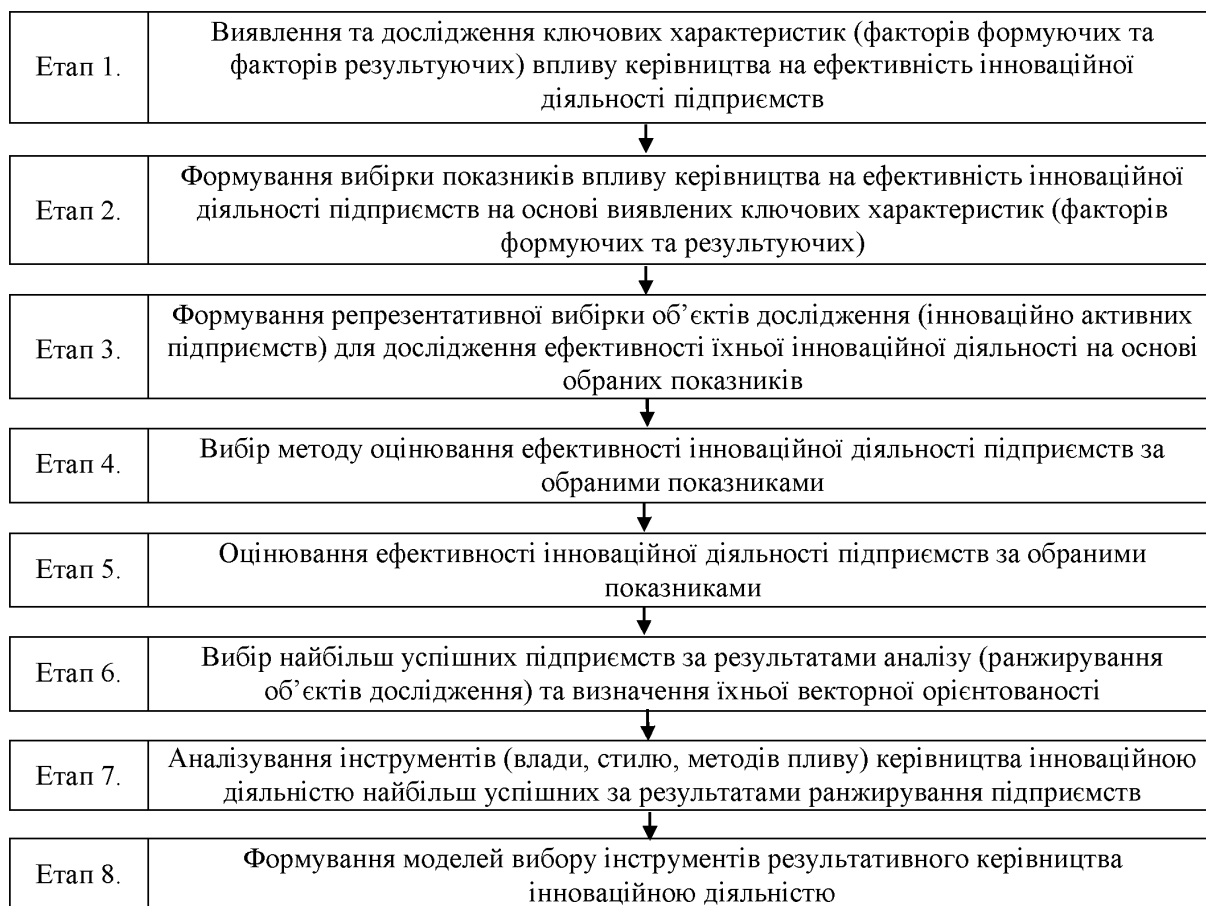 Виявлення та дослідження ключових характеристик (факторів формуючих та
Етап 1.
факторів результуючих) впливу керівництва на ефективність інноваційної
діяльності підприємств
Формування вибірки показників впливу керівництва на ефективність інноваційної
Етап 2.
діяльності підприємств на основі виявлених ключових характеристик (факторів
формуючих та результуючих)
Формування репрезентативної вибірки об’єктів дослідження (інноваційно активних
Етап 3.
підприємств) для дослідження ефективності їхньої інноваційної діяльності на основі
обраних показників
Етап 4.
Вибір методу оцінювання ефективності інноваційної діяльності підприємств за
обраними показниками
Етап 5.
Оцінювання ефективності інноваційної діяльності підприємств за обраними
показниками
Етап 6.
Вибір найбільш успішних підприємств за результатами аналізу (ранжирування
об’єктів дослідження) та визначення їхньої векторної орієнтованості
Етап 7.
Аналізування інструментів (влади, стилю, методів пливу) керівництва інноваційною
діяльністю найбільш успішних за результатами ранжирування підприємств
Етап 8.
Формування моделей вибору інструментів результативного керівництва
інноваційною діяльністю